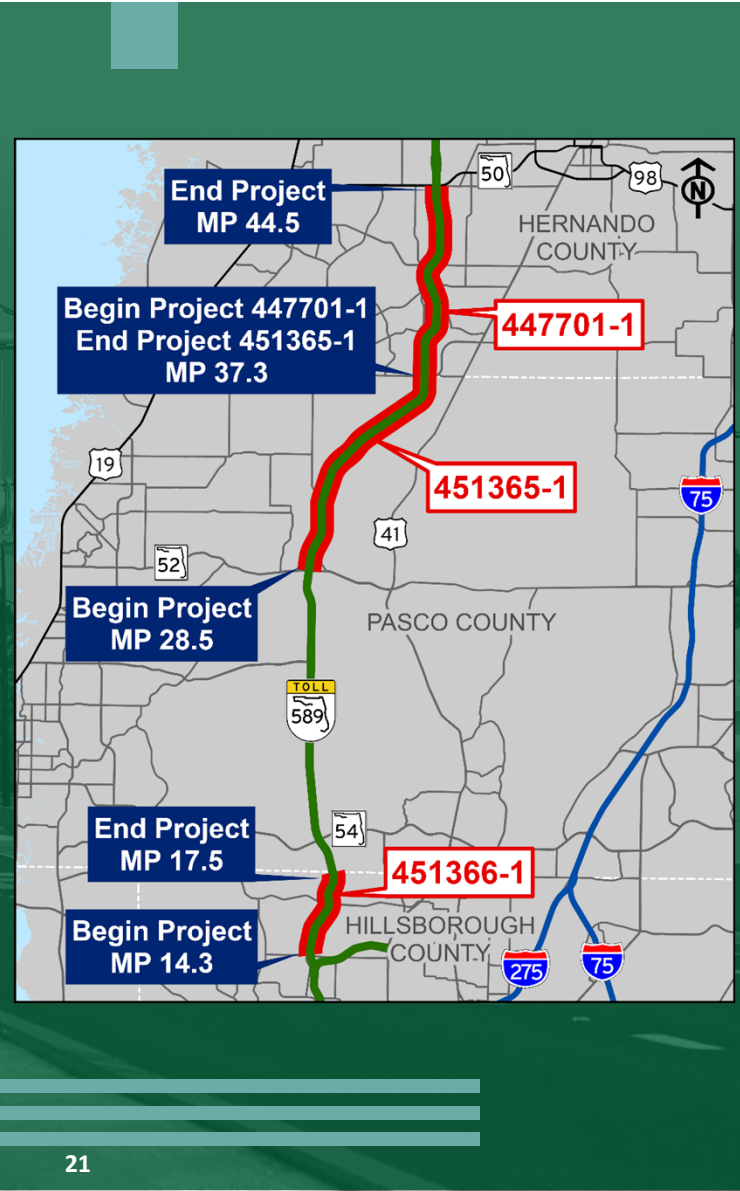 50
98
N
End Project
MP 44.5
HERNANDO
COUNTY
Begin Project 447701-1
End Project 451365-1
MP 37.3
447701-1
19
451365-1
75
41
52
Begin Project
MP 28.5
PASCO COUNTY
TOLL
589
54
End Project
MP 17.5
451366-1
Begin Project
MP 14.3
HILLSBOROUGH
COUNTY
275
75
21